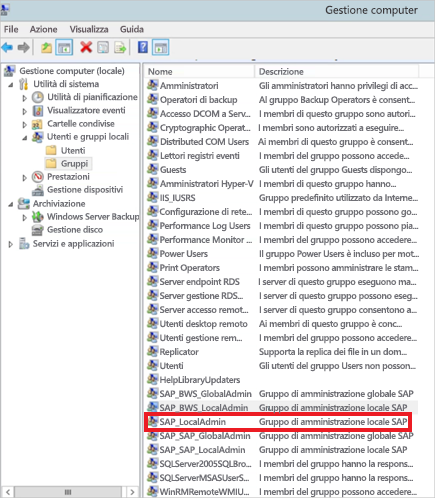 Gestione computer
File Azione Visualizza Guida
Gestione computer (locale)
Utilità di sistema
Utilità di pianificazione
Visualizzatore eventi
Cartelle condivise
Utenti e gruppi locali
Utenti
Gruppi
Prestazioni
Gestione dispositivi
Archiviazione
Windows Server Backup
Gestione disco
Servizi e applicazioni
Nome Descrizione
Amministratori Gli amministratori hanno privilegi di acc...
Operatori di backup Al gruppo Backup Operators è consent...
Accesso DCOM a Serv... I membri di questo gruppo sono autori...
Cryptographic Operat... I membri sono autorizzati a eseguire...
Distributed COM Users Ai membri di questo gruppo è consent...
Lettori registri eventi I membri del gruppo possono accede...
Guests Gli utenti del gruppo Guests dispongo...
Amministratori Hyper-V I membri di questo gruppo hanno...
IIS_IUSRS Gruppo predefinito utilizzato da Interne...
Configurazione di rete... I membri di questo gruppo possono go...
Performance Log Users I membri di questo gruppo possono pia...
Performance Monitor ... I membri del gruppo possono accedere...
Power Users Il gruppo Power Users è incluso per mot...
Print Operators I membri possono amministrare le stam...
Server endpoint RDS I server di questo gruppo eseguono ma...
Server gestione RDS... I server di questo gruppo possono eseg...
Server accesso remot... I server di questo gruppo consentono a...
Utenti desktop remoto Ai membri di questo gruppo è conc...
Utenti gestione rem... I membri del gruppo possono accedere...
Replicator Supporta la replica dei file in un dom...
Utenti Gli utenti del gruppo Users non posson...
HelpLibraryUpdaters
SAP_BWS_GlobalAdmin Gruppo di amministrazione globale SAP
SAP_BWS_LocalAdmin Gruppo di amministrazione locale SAP
SAP_LocalAdmin Gruppo di amministrazione locale SAP
SAP_SAP_GlobalAdmin Gruppo di amministrazione globale SAP
SAP_SAP_LocalAdmin Gruppo di amministrazione locale SAP
SQLServer2005SQLBro... I membri del gruppo hanno la respons...
SQLServerMSASUserS... I membri del gruppo hanno la respons...
WinRMRemoteWMIU... I membri del gruppo possono accedere...